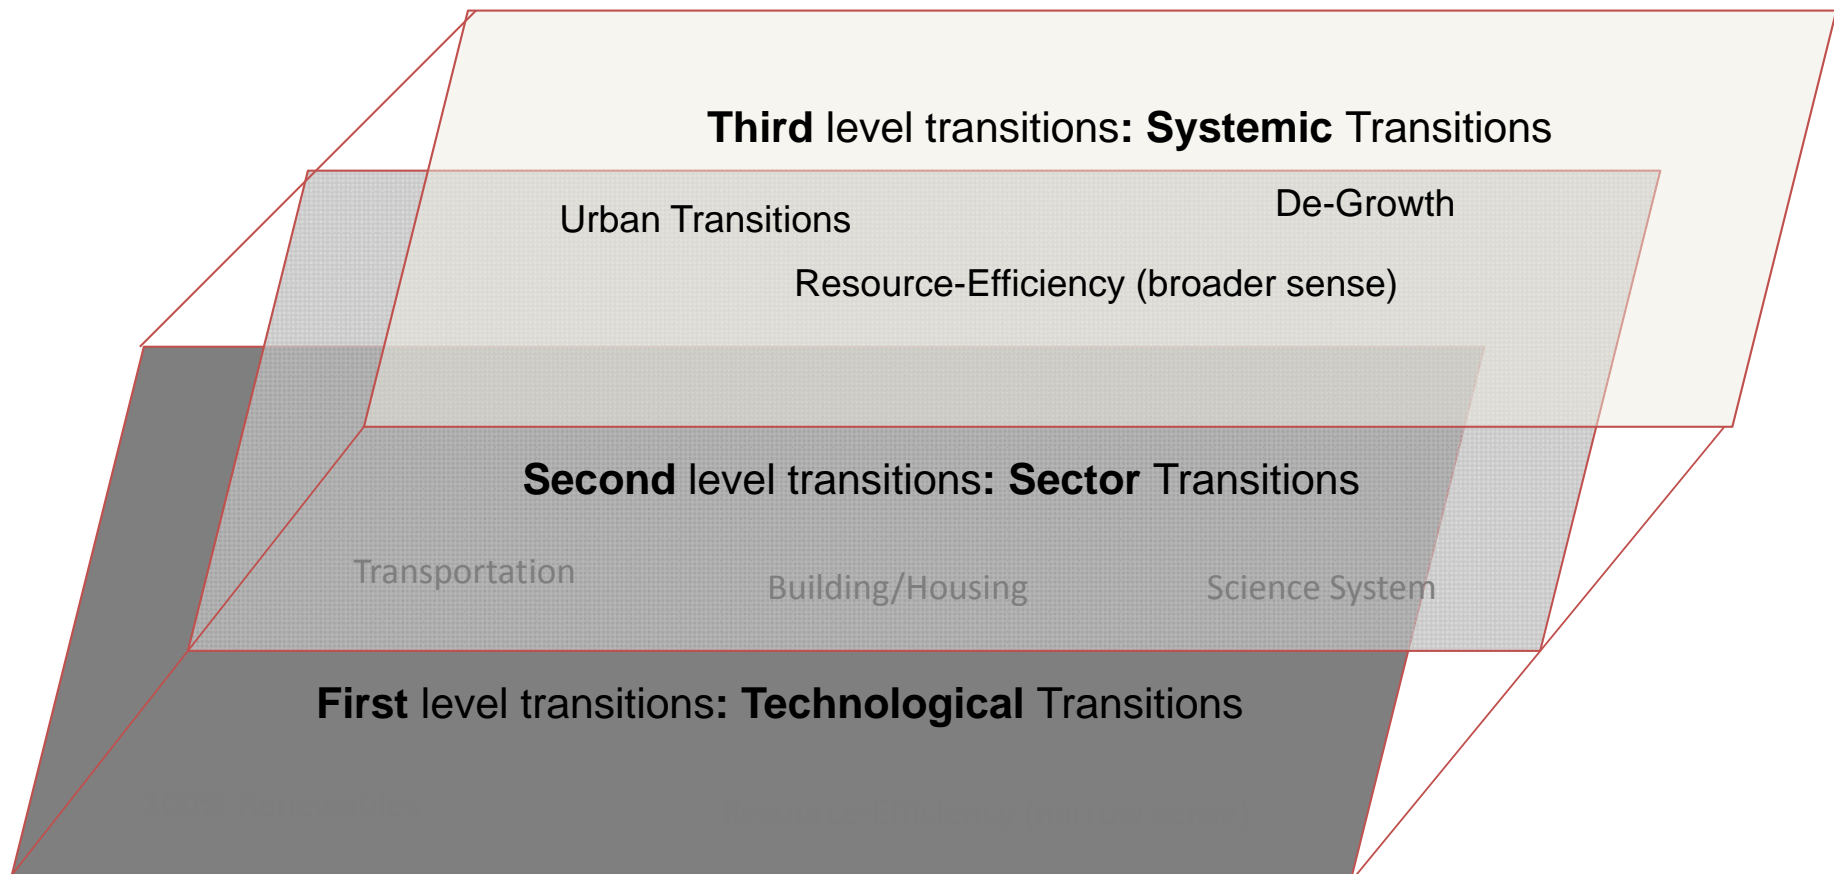 Third level transitions: Systemic Transitions
Urban Transitions
De-Growth
Resource-Efficiency (broader sense)
Second level transitions: Sector Transitions
Transportation
Building/Housing
Science System
First level transitions: Technological Transitions